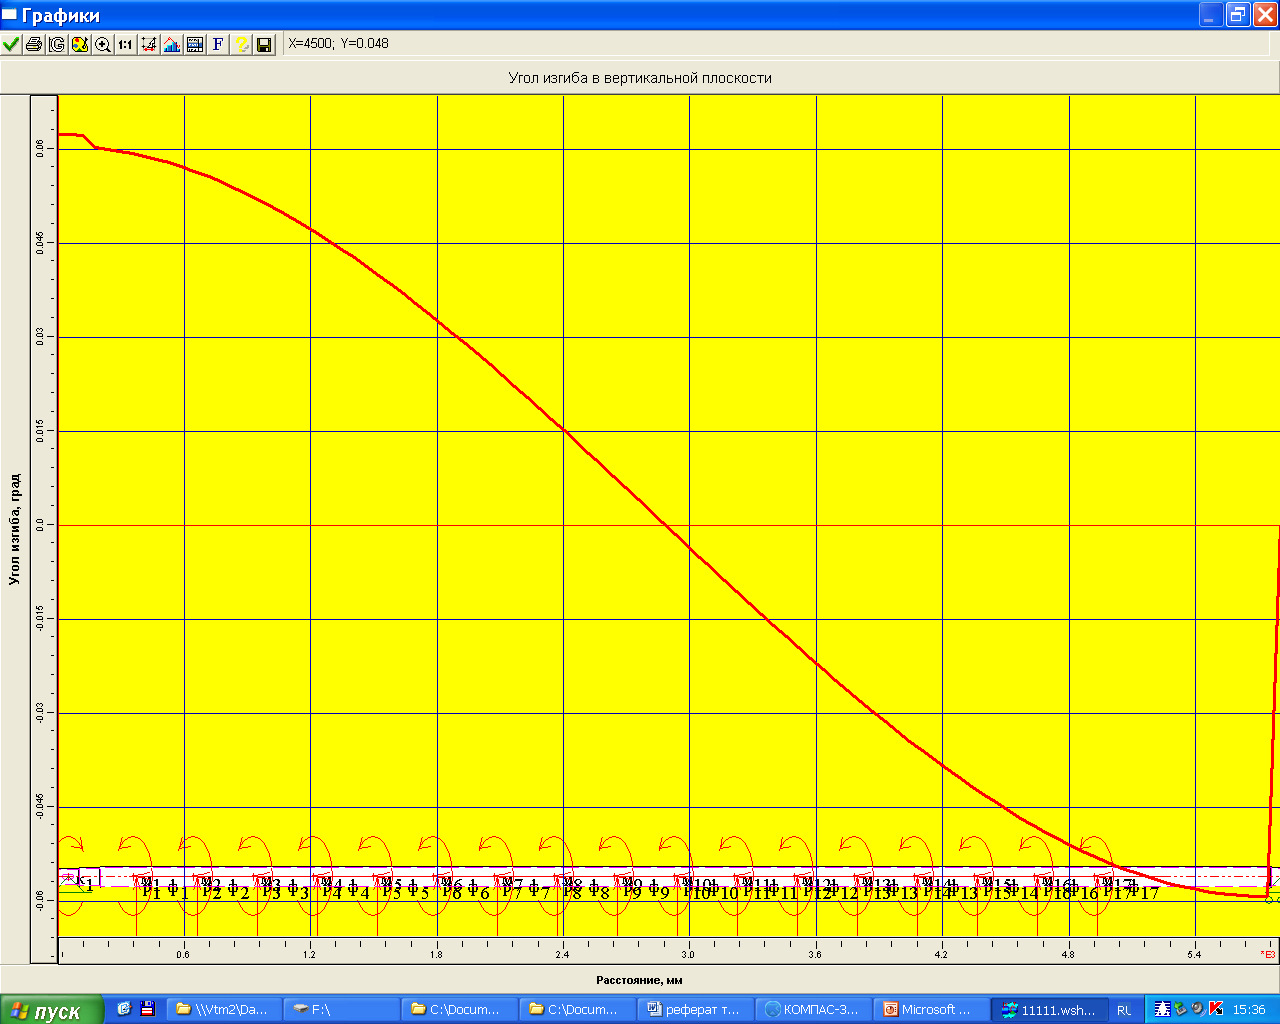 Графики
1:1
F
X=4500; Y=0.048
Угол изгиба в вертикальной плоскости
Угол изгиба, град
0.06
0.045
0.03
0.015
0.0
-0.015
-0.03
-0.045
-0.06
0.6
1.2
1.8
2.4
3.0
3.6
4.2
4.8
5.4
*E3
Расстояние, мм
пуск
\\Vtm2\Da...
F:\
C:\Docum...
C:\Docum...
реферат т...
КОМПАС-3...
Microsoft ...
11111.wsh...
RU
15:36